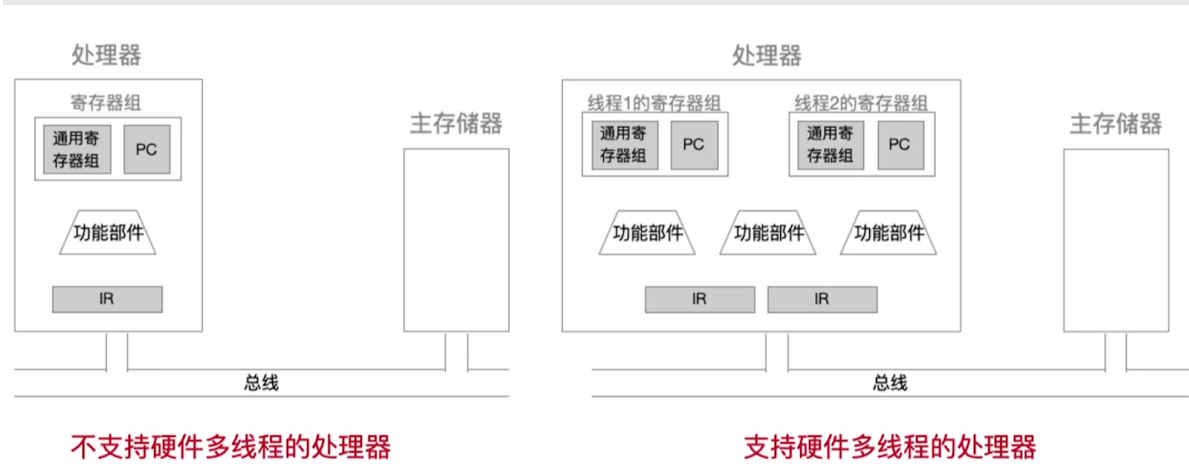 处理器
寄存器组
通用寄
存器组
PC
功能部件
IR
主存储器
总线
不支持硬件多线程的处理器
处理器
线程1的寄存器组
通用寄
存器组
PC
线程2的寄存器组
通用寄
存器组
PC
功能部件
功能部件
功能部件
IR
IR
主存储器
总线
支持硬件多线程的处理器